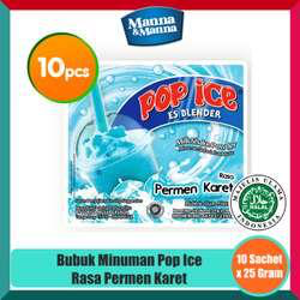 Manna
&Manna
10pcs
POP ICE
ES BLENDER
Rasa
Permen Karet
MAJELIS ULAMA
INDONESIA
HALAL
10 Sachet
x 25 Gram
Bubuk Minuman Pop Ice
Rasa Permen Karet